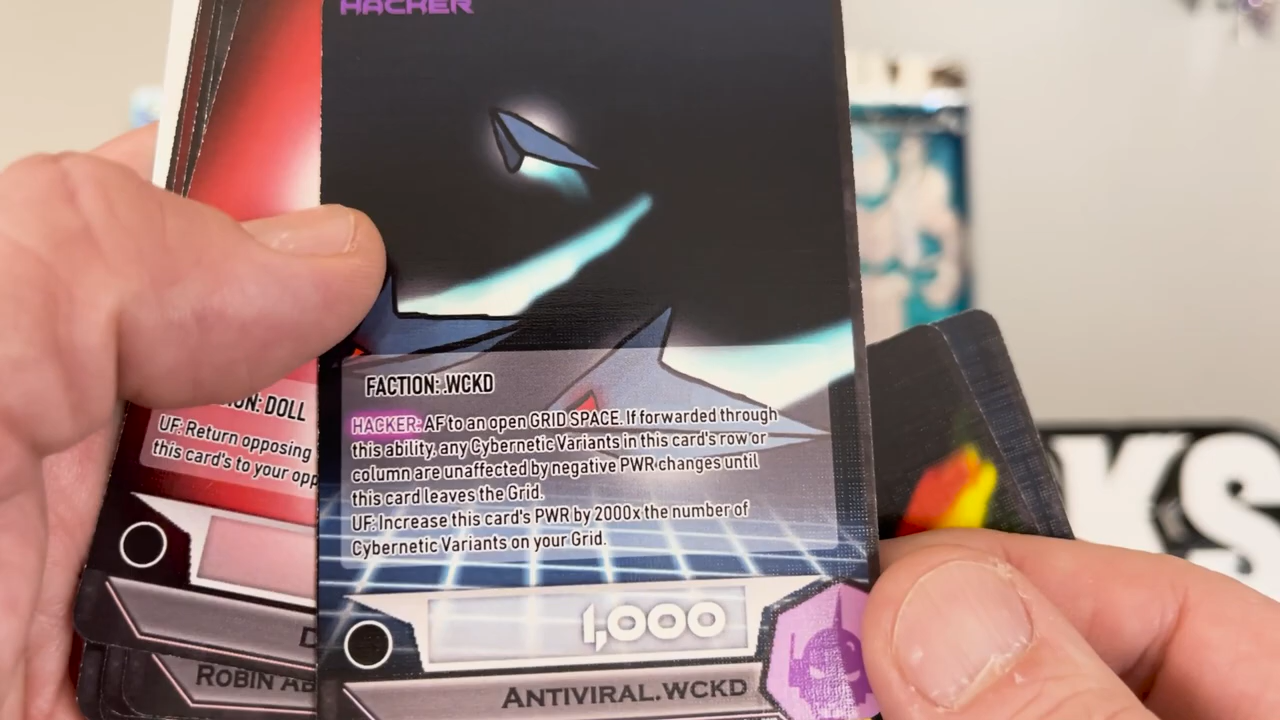 HACKER
FACTION: .WCKD
HACKER: AF to an open GRID SPACE. If forwarded through
this ability, any Cybernetic Variants in this card's row or
column are unaffected by negative PWR changes until
this card leaves the Grid.
UF: Increase this card's PWR by 2000x the number of
Cybernetic Variants on your Grid.
1,000
ANTIVIRAL.WCKD
ON: DOLL
UF: Return opposing
this card's to your opp
D
ROBIN AB
KS